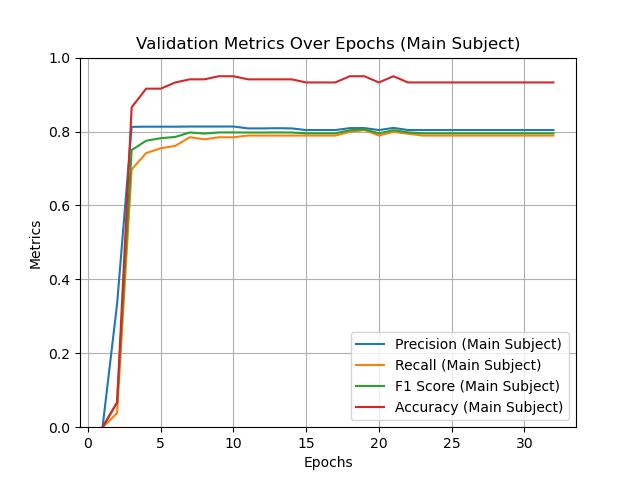 Validation Metrics Over Epochs (Main Subject)
1.0
0.8
0.6
0.4
0.2
0.0
Metrics
Precision (Main Subject)
Recall (Main Subject)
F1 Score (Main Subject)
Accuracy (Main Subject)
0 5 10 15 20 25 30
Epochs